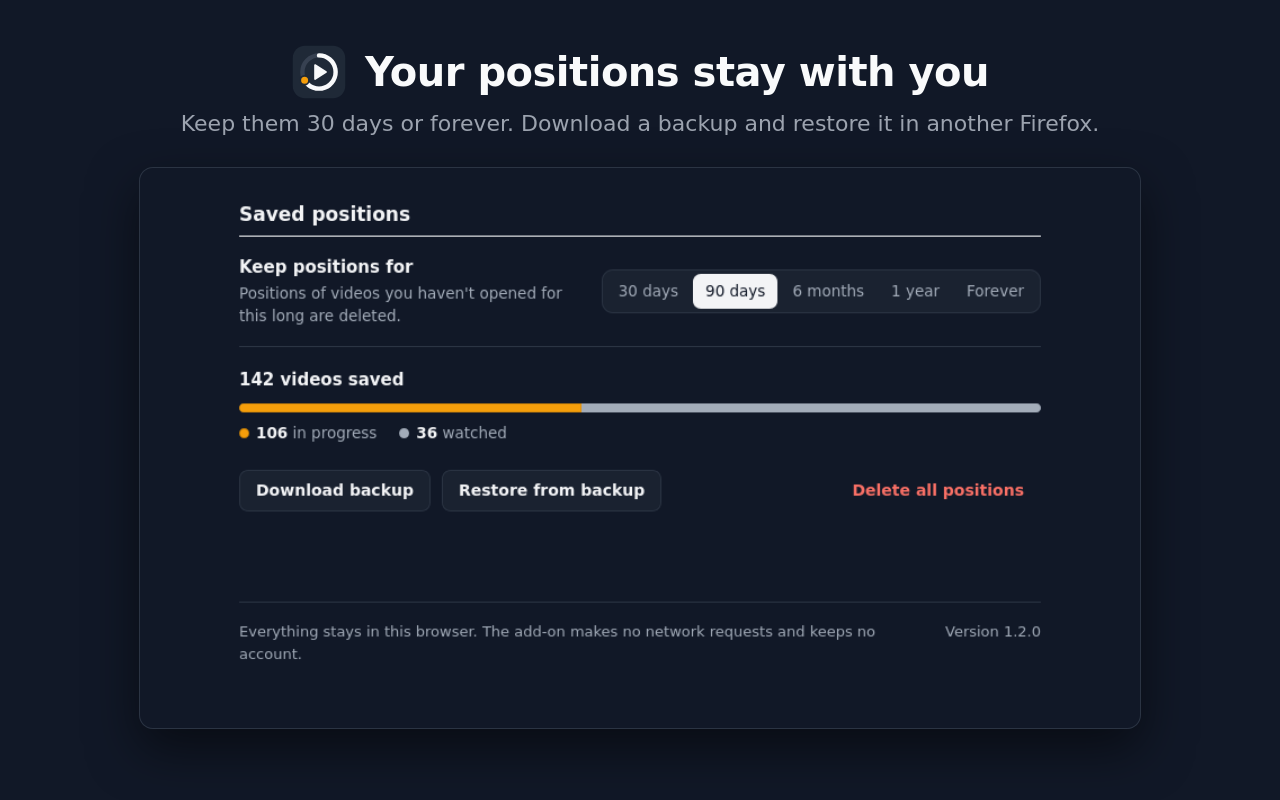 Your positions stay with you
Keep them 30 days or forever. Download a backup and restore it in another Firefox.
Saved positions
Keep positions for
Positions of videos you haven't opened for
this long are deleted.
30 days 90 days 6 months 1 year Forever
142 videos saved
106 in progress 36 watched
Download backup Restore from backup Delete all positions
Everything stays in this browser. The add-on makes no network requests and keeps no
account.
Version 1.2.0